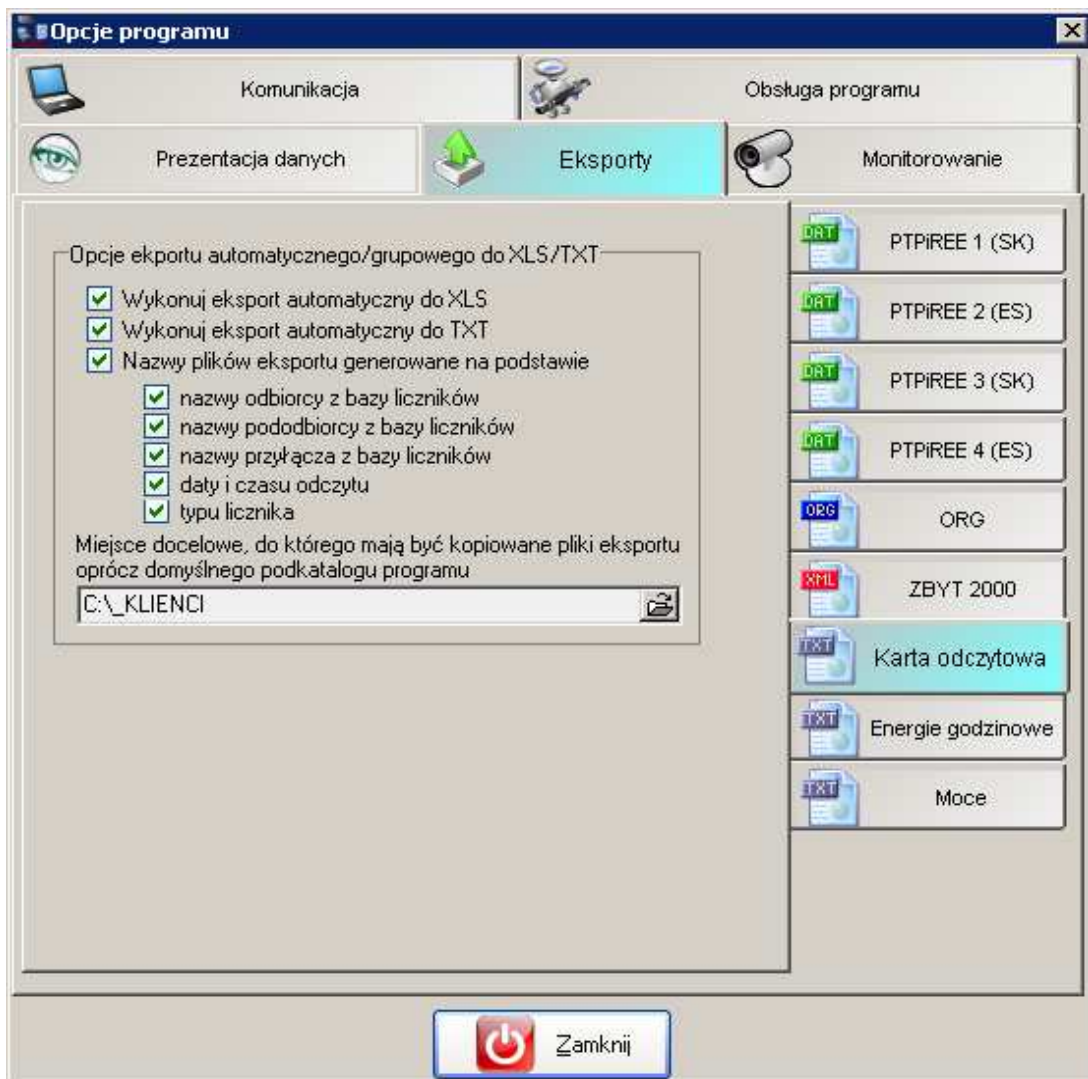 Opcje programu
Komunikacja
Obsługa programu
Prezentacja danych
Eksporty
Monitorowanie
Opcje ekportu automatycznego/grupowego do XLS/TXT
Wykonuj eksport automatyczny do XLS
Wykonuj eksport automatyczny do TXT
Nazwy plików eksportu generowane na podstawie
nazwy odbiorcy z bazy liczników
nazwy pododbiorcy z bazy liczników
nazwy przyłącza z bazy liczników
daty i czasu odczytu
typu licznika
Miejsce docelowe, do którego mają być kopiowane pliki eksportu
oprócz domyślnego podkatalogu programu
C:\_KLIENCI
DAT PTPiREE 1 (SK)
DAT PTPiREE 2 (ES)
DAT PTPiREE 3 (SK)
DAT PTPiREE 4 (ES)
ORG ORG
XML ZBYT 2000
TXT Karta odczytowa
TXT Energie godzinowe
TXT Moce
Zamknij